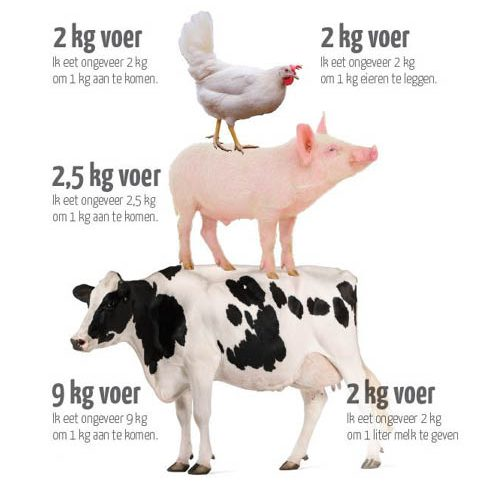 2 kg voer
Ik eet ongeveer 2 kg
om 1 kg aan te komen.
2 kg voer
Ik eet ongeveer 2 kg
om 1 kg eieren te leggen.
2,5 kg voer
Ik eet ongeveer 2,5 kg
om 1 kg aan te komen.
9 kg voer
Ik eet ongeveer 9 kg
om 1 kg aan te komen.
2 kg voer
Ik eet ongeveer 2 kg
om 1 liter melk te geven